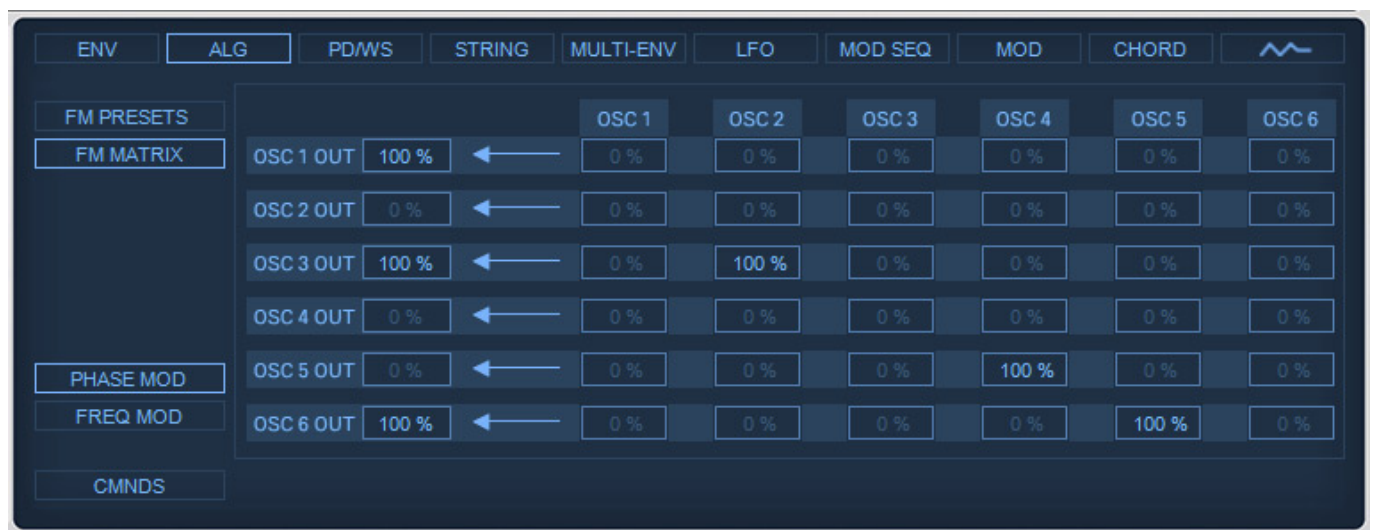 ENV ALG PD/WS STRING MULTI-ENV LFO MOD SEQ MOD CHORD
FM PRESETS OSC 1 OSC 2 OSC 3 OSC 4 OSC 5 OSC 6
FM MATRIX OSC 1 OUT 100 % 0 % 0 % 0 % 0 % 0 % 0 %
OSC 2 OUT 0 % 0 % 0 % 0 % 0 % 0 % 0 %
OSC 3 OUT 100 % 0 % 100 % 0 % 0 % 0 % 0 %
OSC 4 OUT 0 % 0 % 0 % 0 % 0 % 0 % 0 %
PHASE MOD OSC 5 OUT 0 % 0 % 0 % 0 % 100 % 0 % 0 %
FREQ MOD OSC 6 OUT 100 % 0 % 0 % 0 % 0 % 100 % 0 %
CMNDS